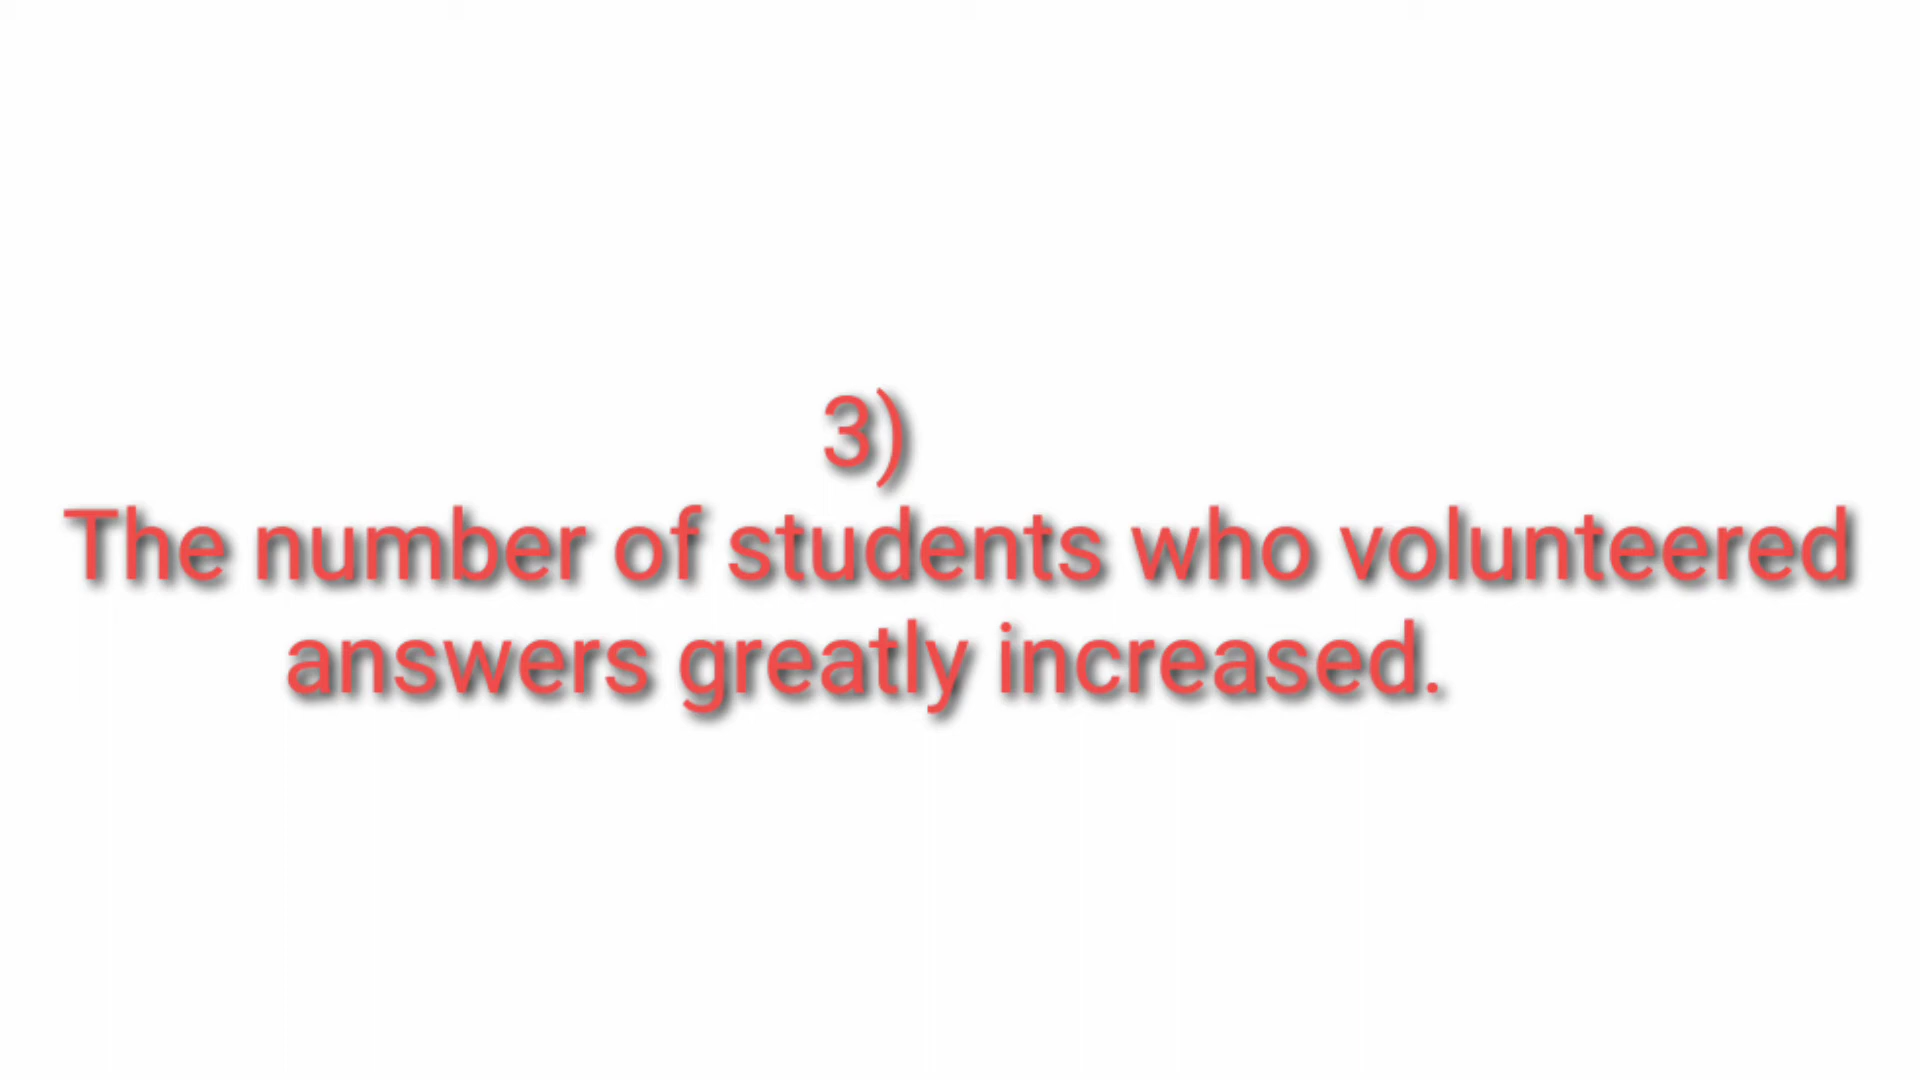 3)
The number of students who volunteered
answers greatly increased.